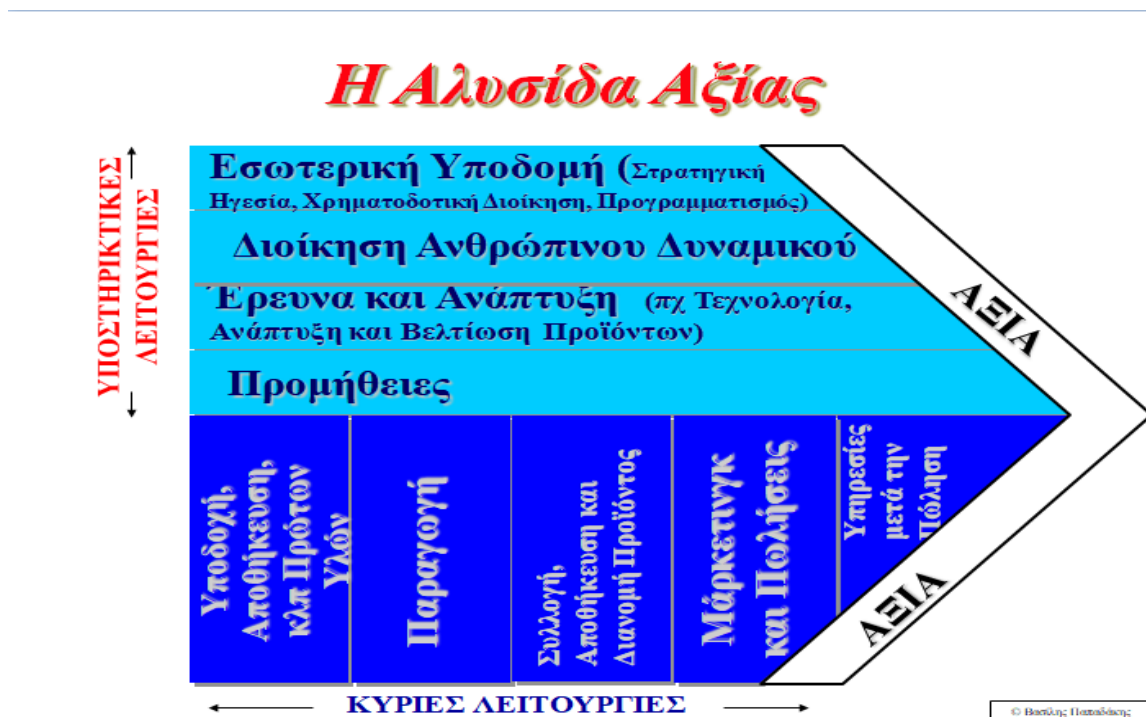 Η Αλυσίδα Αξίας
ΥΠΟΣΤΗΡΙΚΤΙΚΕΣ
ΛΕΙΤΟΥΡΓΙΕΣ
Εσωτερική Υποδομή (Στρατηγική
Ηγεσία, Χρηματοδοτική Διοίκηση, Προγραμματισμός)
Διοίκηση Ανθρώπινου Δυναμικού
Έρευνα και Ανάπτυξη (πχ Τεχνολογία,
Ανάπτυξη και Βελτίωση Προϊόντων)
Προμήθειες
ΑΞΙΑ
Υποδοχή,
Αποθήκευση,
κλπ Πρώτων
Υλών
Παραγωγή
Συλλογή,
Αποθήκευση και
Διανομή Προϊόντος
Μάρκετινγκ
και Πωλήσεις
Υπηρεσίες
μετά την
Πώληση
ΑΞΙΑ
ΚΥΡΙΕΣ ΛΕΙΤΟΥΡΓΙΕΣ
© Βασίλης Παπαδάκης